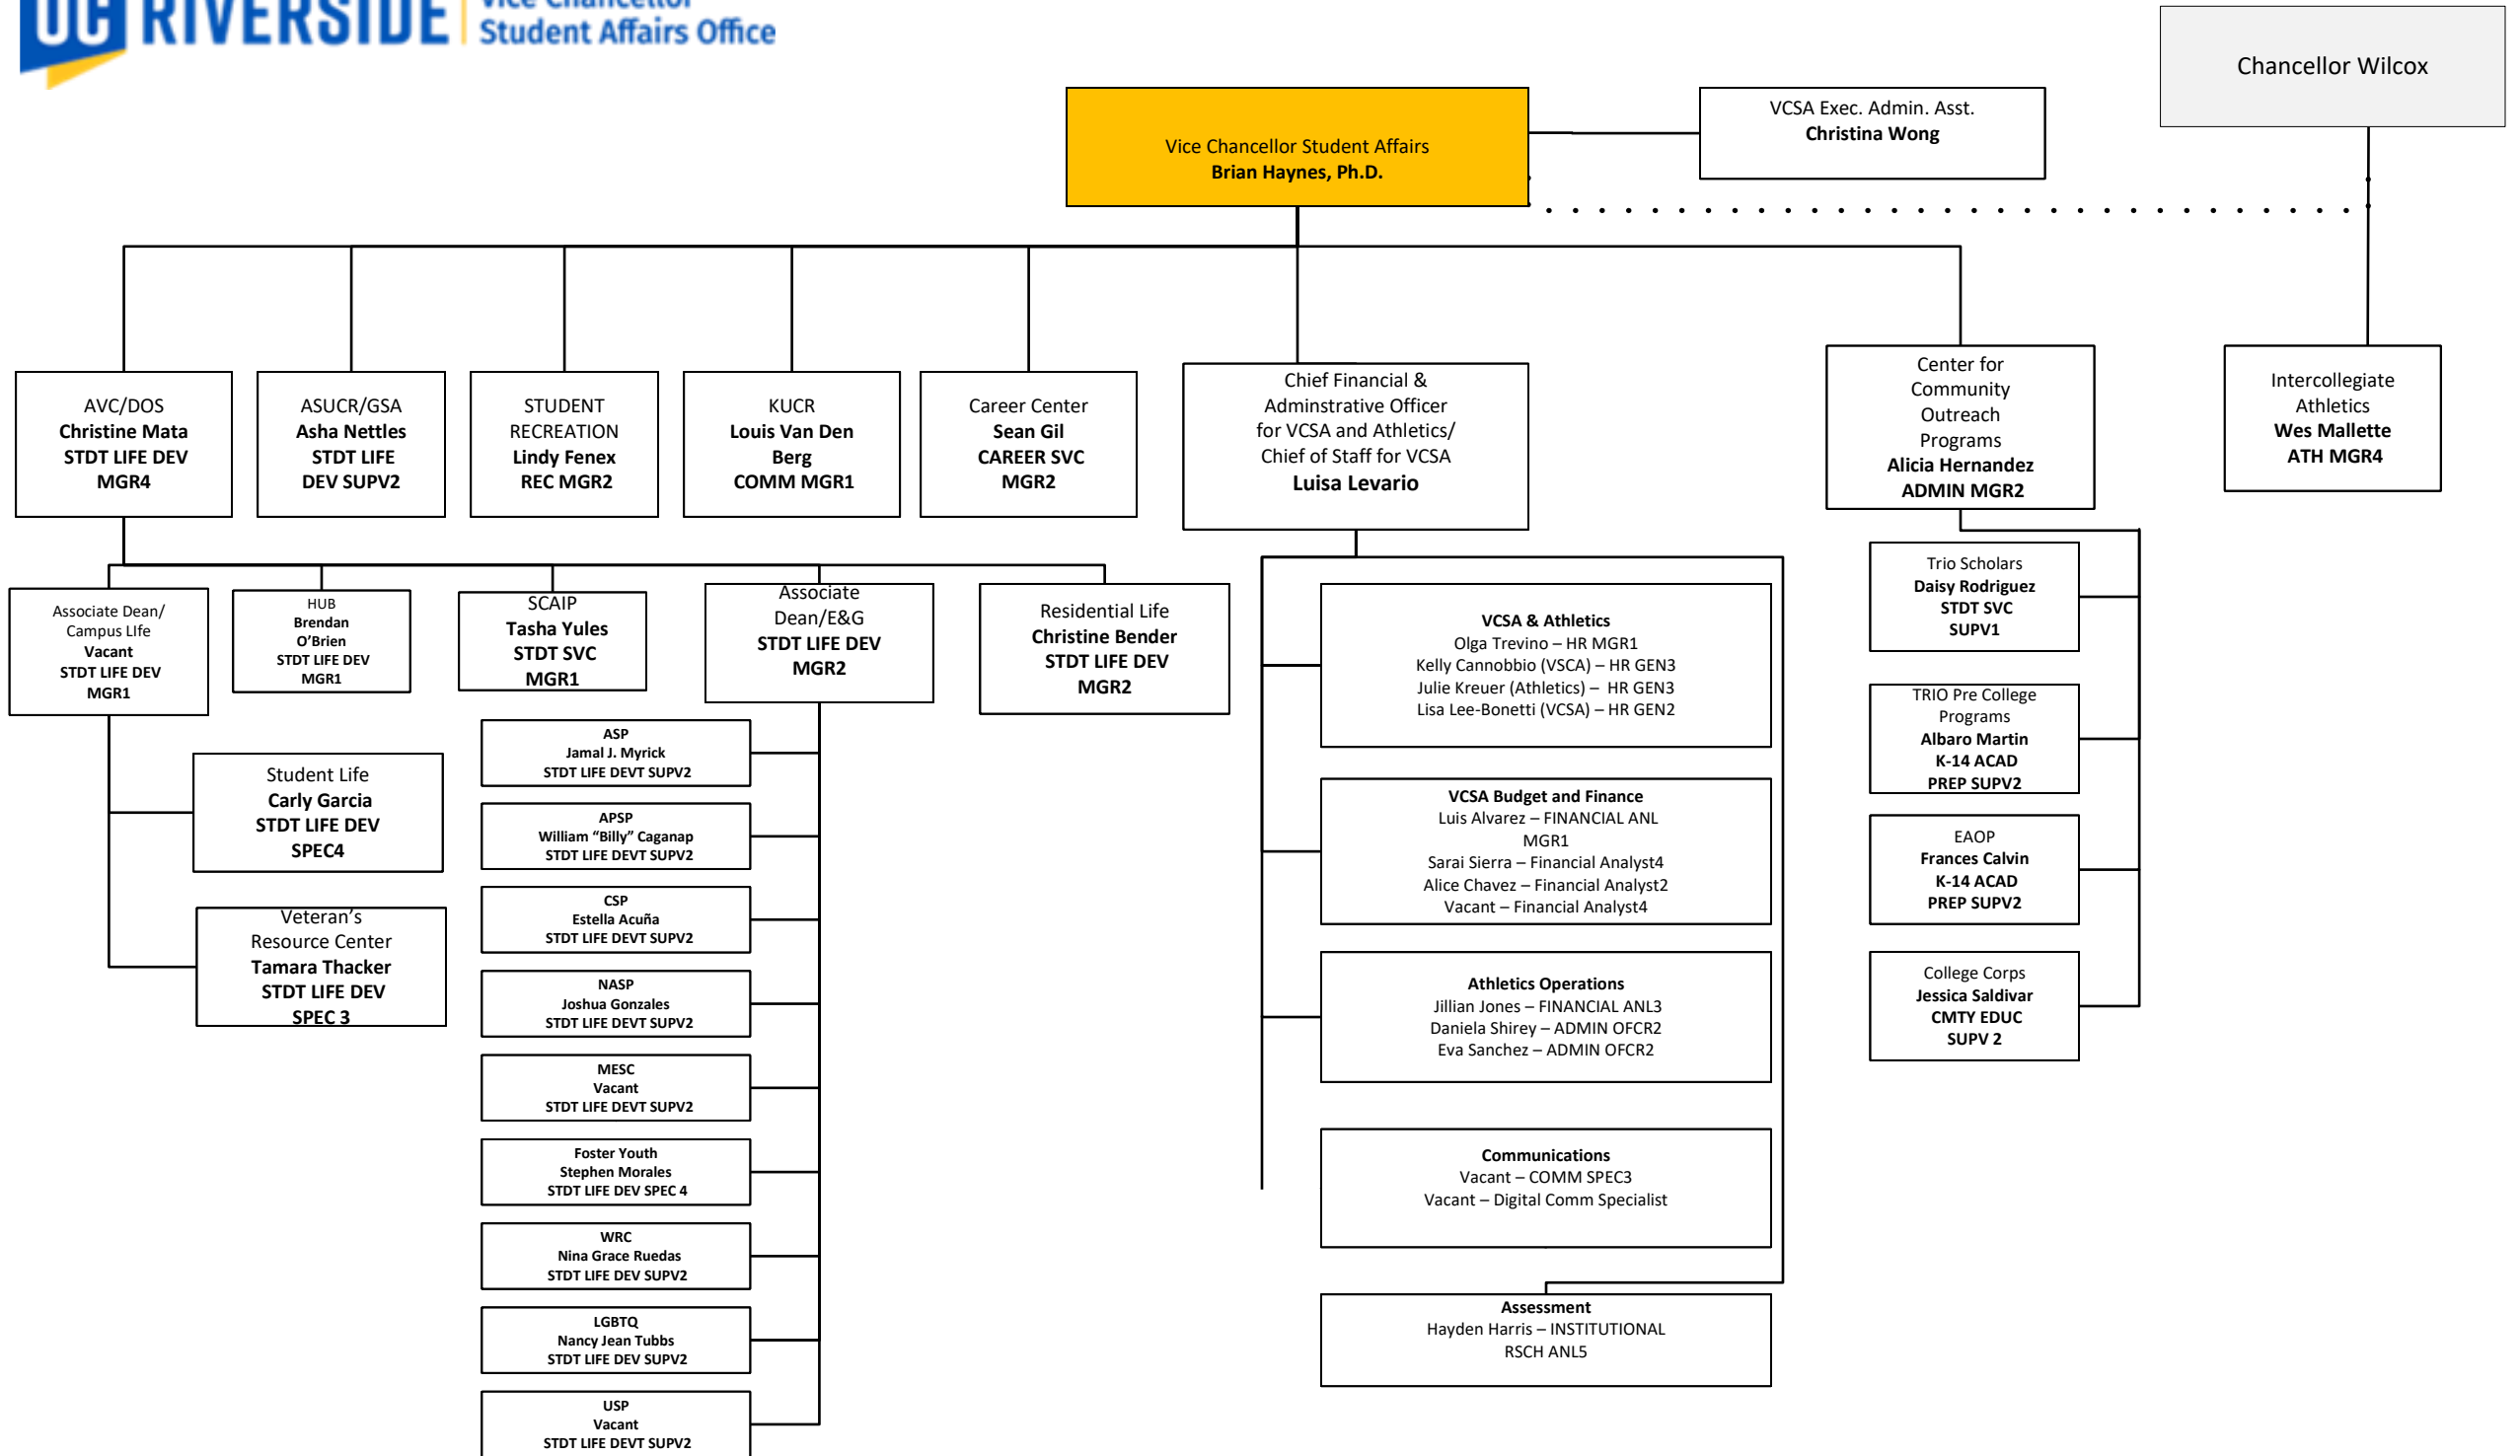 UC RIVERSIDE
Vice Chancellor
Student Affairs Office
Chancellor Wilcox
Vice Chancellor Student Affairs
Brian Haynes, Ph.D.
VCSA Exec. Admin. Asst.
Christina Wong
AVC/DOS
Christine Mata
STDT LIFE DEV
MGR4
ASUCR/GSA
Asha Nettles
STDT LIFE
DEV SUPV2
STUDENT
RECREATION
Lindy Fenex
REC MGR2
KUCR
Louis Van Den
Berg
COMM MGR1
Career Center
Sean Gil
CAREER SVC
MGR2
Chief Financial &
Adminstrative Officer
for VCSA and Athletics/
Chief of Staff for VCSA
Luisa Levario
Center for
Community
Outreach
Programs
Alicia Hernandez
ADMIN MGR2
Intercollegiate
Athletics
Wes Mallette
ATH MGR4
Associate Dean/
Campus LIfe
Vacant
STDT LIFE DEV
MGR1
HUB
Brendan
O’Brien
STDT LIFE DEV
MGR1
SCAIP
Tasha Yules
STDT SVC
MGR1
Associate
Dean/E&G
STDT LIFE DEV
MGR2
Residential Life
Christine Bender
STDT LIFE DEV
MGR2
Student Life
Carly Garcia
STDT LIFE DEV
SPEC4
Veteran’s
Resource Center
Tamara Thacker
STDT LIFE DEV
SPEC 3
ASP
Jamal J. Myrick
STDT LIFE DEVT SUPV2
APSP
William “Billy” Caganap
STDT LIFE DEVT SUPV2
CSP
Estella Acuña
STDT LIFE DEVT SUPV2
NASP
Joshua Gonzales
STDT LIFE DEVT SUPV2
MESC
Vacant
STDT LIFE DEVT SUPV2
Foster Youth
Stephen Morales
STDT LIFE DEV SPEC 4
WRC
Nina Grace Ruedas
STDT LIFE DEV SUPV2
LGBTQ
Nancy Jean Tubbs
STDT LIFE DEV SUPV2
USP
Vacant
STDT LIFE DEVT SUPV2
VCSA & Athletics
Olga Trevino – HR MGR1
Kelly Cannobbio (VSCA) – HR GEN3
Julie Kreuer (Athletics) – HR GEN3
Lisa Lee-Bonetti (VCSA) – HR GEN2
VCSA Budget and Finance
Luis Alvarez – FINANCIAL ANL
MGR1
Sarai Sierra – Financial Analyst4
Alice Chavez – Financial Analyst2
Vacant – Financial Analyst4
Athletics Operations
Jillian Jones – FINANCIAL ANL3
Daniela Shirey – ADMIN OFCR2
Eva Sanchez – ADMIN OFCR2
Communications
Vacant – COMM SPEC3
Vacant – Digital Comm Specialist
Assessment
Hayden Harris – INSTITUTIONAL
RSCH ANL5
Trio Scholars
Daisy Rodriguez
STDT SVC
SUPV1
TRIO Pre College
Programs
Albaro Martin
K-14 ACAD
PREP SUPV2
EAOP
Frances Calvin
K-14 ACAD
PREP SUPV2
College Corps
Jessica Saldivar
CMTY EDUC
SUPV 2